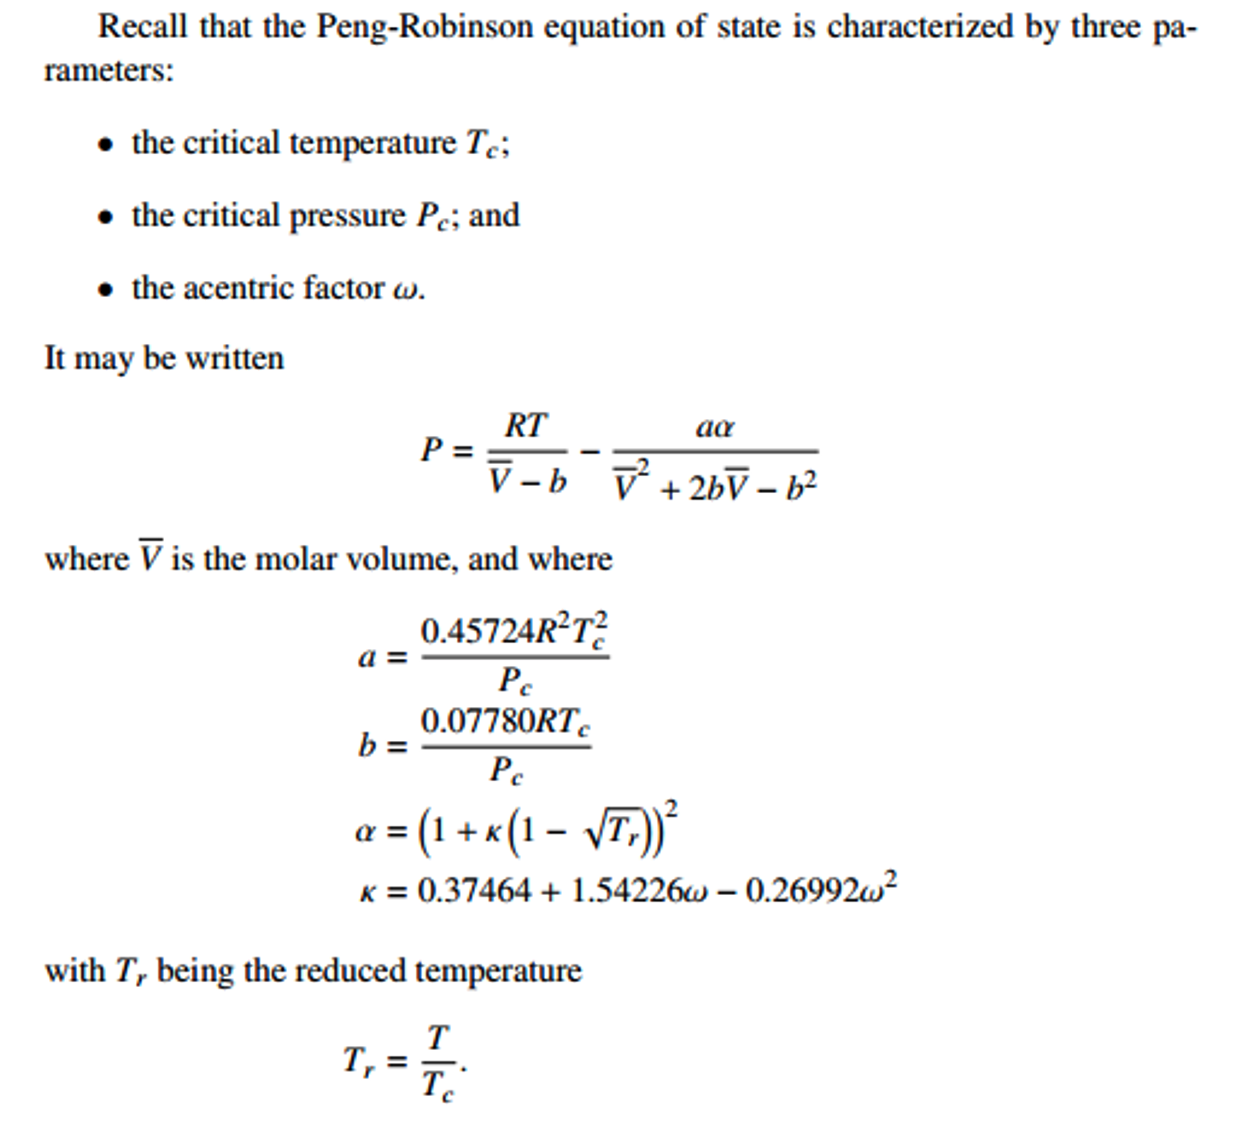 Recall that the Peng-Robinson equation of state is characterized by three pa-
rameters:
• the critical temperature $T_c$;
• the critical pressure $P_c$; and
• the acentric factor $\omega$.
It may be written
$P = \frac{RT}{\overline{V} - b} - \frac{a\alpha}{\overline{V}^2 + 2b\overline{V} - b^2}$
where $\overline{V}$ is the molar volume, and where
$a = \frac{0.45724R^2T_c^2}{P_c}$
$b = \frac{0.07780RT_c}{P_c}$
$\alpha = \left(1 + \kappa\left(1 - \sqrt{T_r}\right)\right)^2$
$\kappa = 0.37464 + 1.54226\omega - 0.26992\omega^2$
with $T_r$ being the reduced temperature
$T_r = \frac{T}{T_c}.$